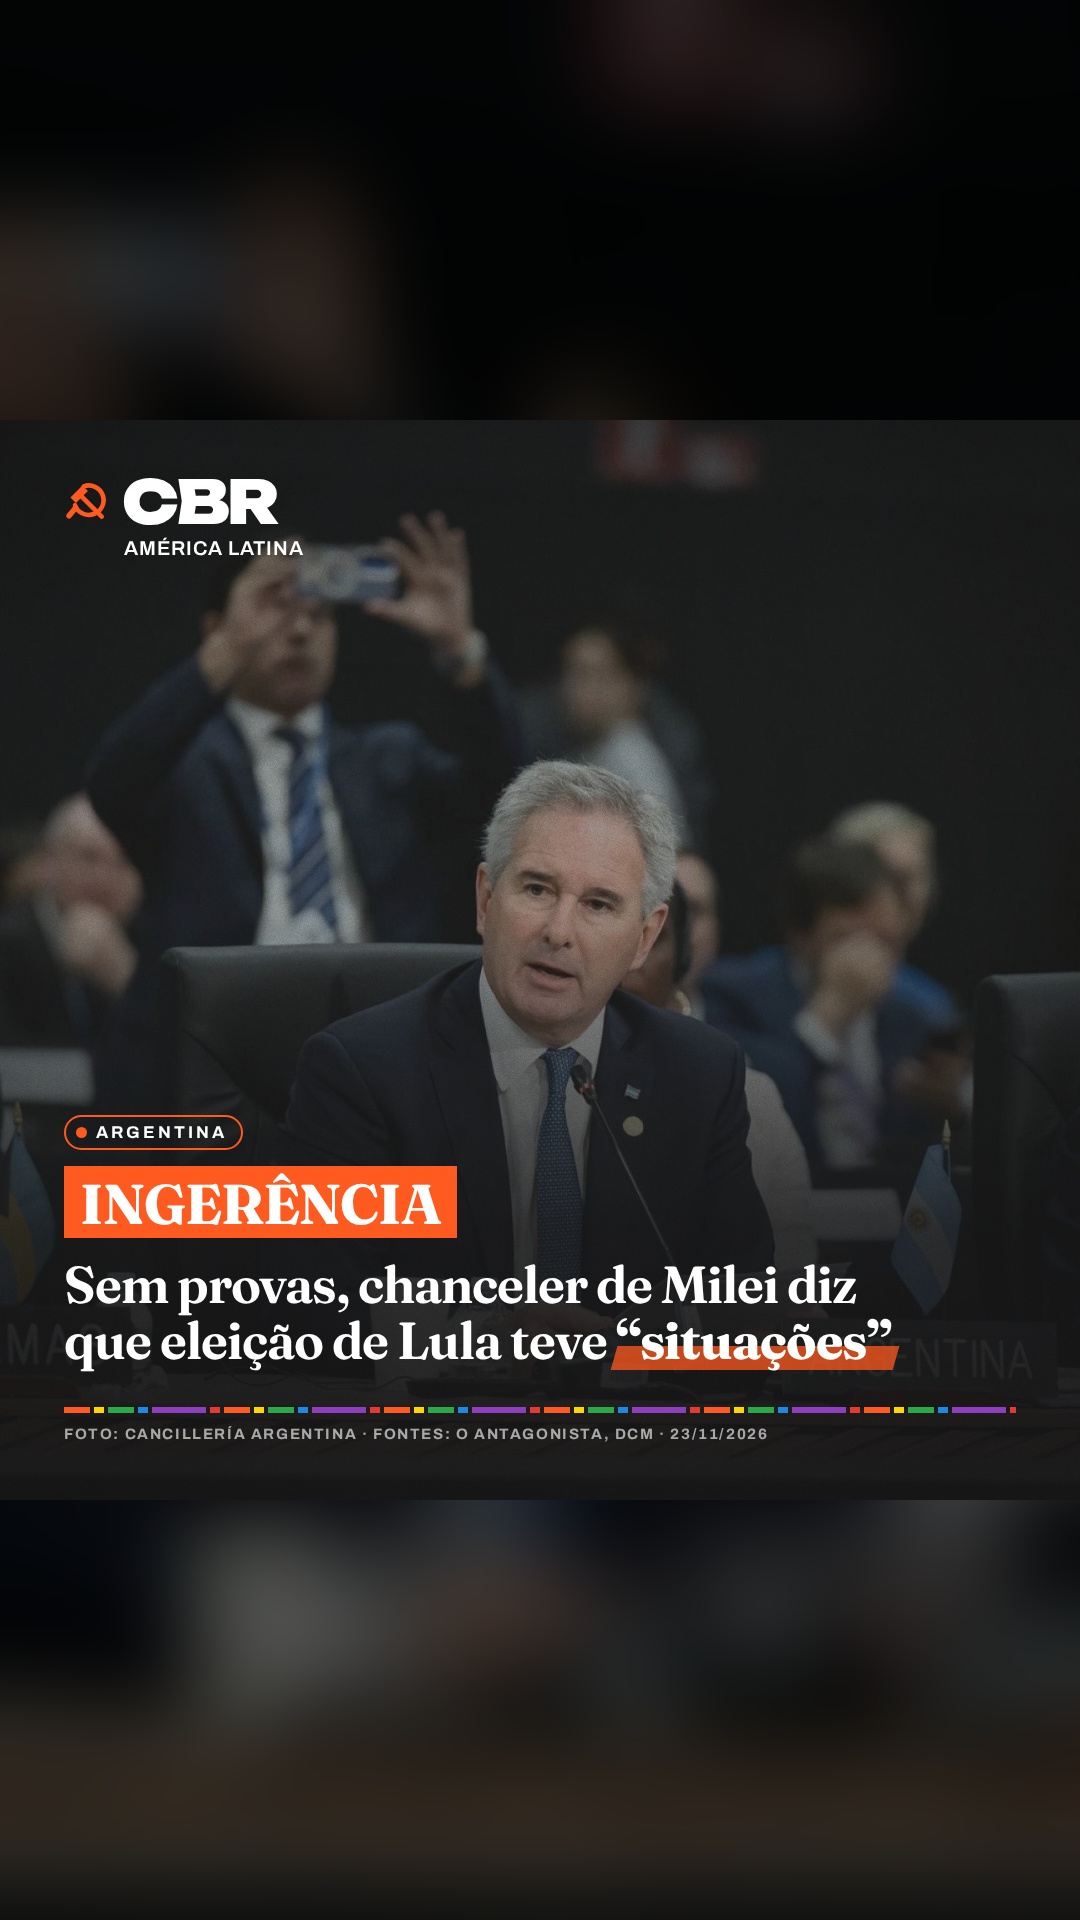 CBR
AMÉRICA LATINA
ARGENTINA
INGERÊNCIA
Sem provas, chanceler de Milei diz
que eleição de Lula teve “situações”
ARGENTINA
FOTO: CANCILLERÍA ARGENTINA · FONTES: O ANTAGONISTA, DCM · 23/11/2026